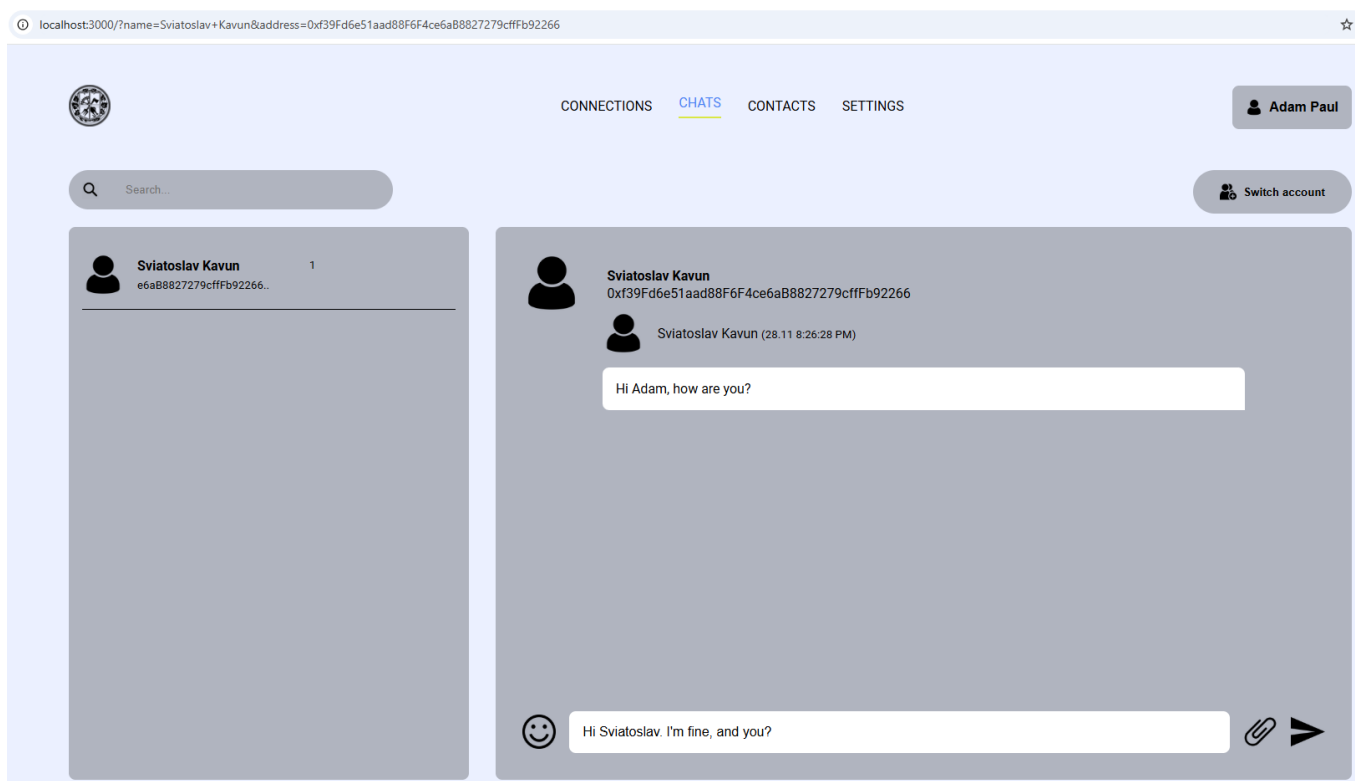 localhost:3000/?name=Sviatoslav+Kavun&address=0xf39Fd6e51aad88F6F4ce6aB8827279cffFb92266
CONNECTIONS CHATS CONTACTS SETTINGS
Adam Paul
Search...
Switch account
Sviatoslav Kavun 1
e6aB8827279cffFb92266..
Sviatoslav Kavun
0xf39Fd6e51aad88F6F4ce6aB8827279cffFb92266
Sviatoslav Kavun (28.11 8:26:28 PM)
Hi Adam, how are you?
Hi Sviatoslav. I'm fine, and you?